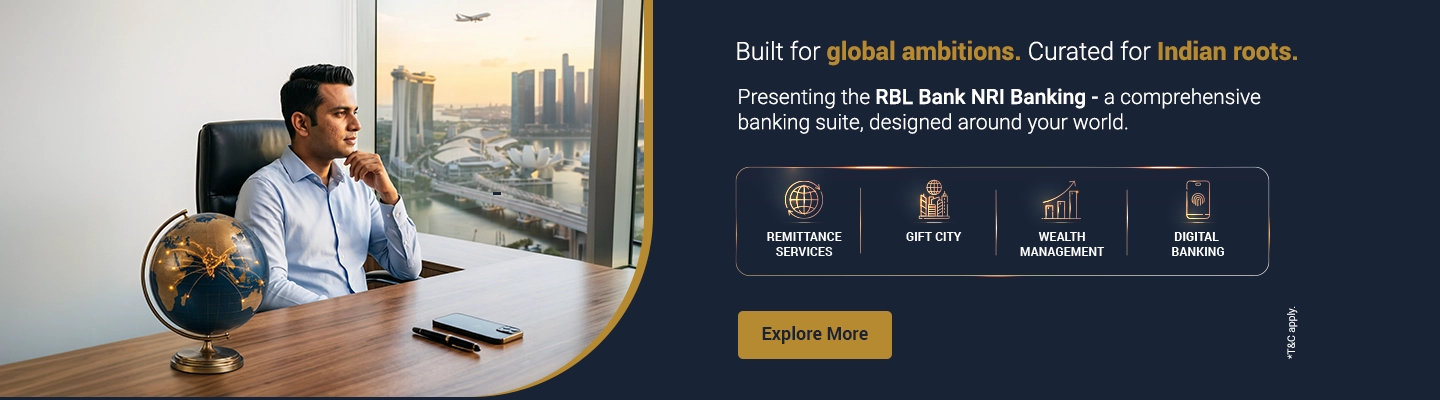 Built for global ambitions. Curated for Indian roots.
Presenting the RBL Bank NRI Banking - a comprehensive
banking suite, designed around your world.
REMITTANCE
SERVICES
GIFT CITY
WEALTH
MANAGEMENT
DIGITAL
BANKING
Explore More
*T&C apply.